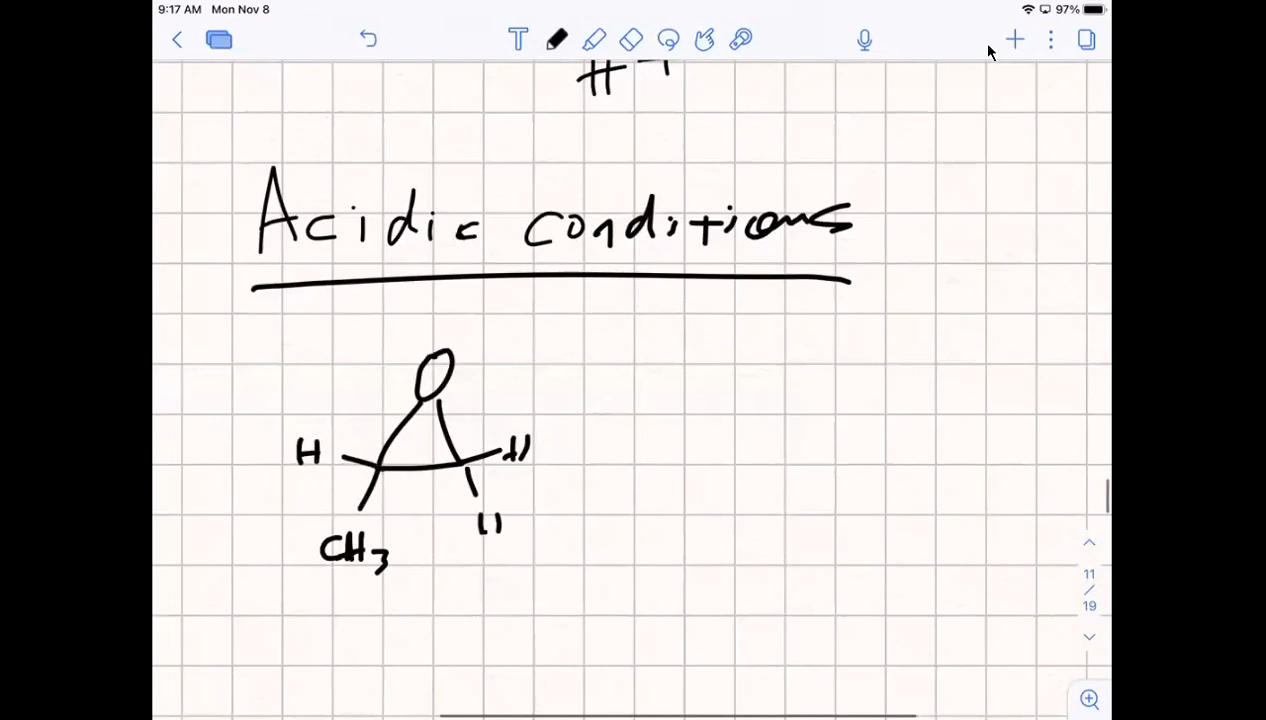 9:17 AM Mon Nov 8 97%
T
Acidic conditions
O
H H
CH3 H
11
/
19